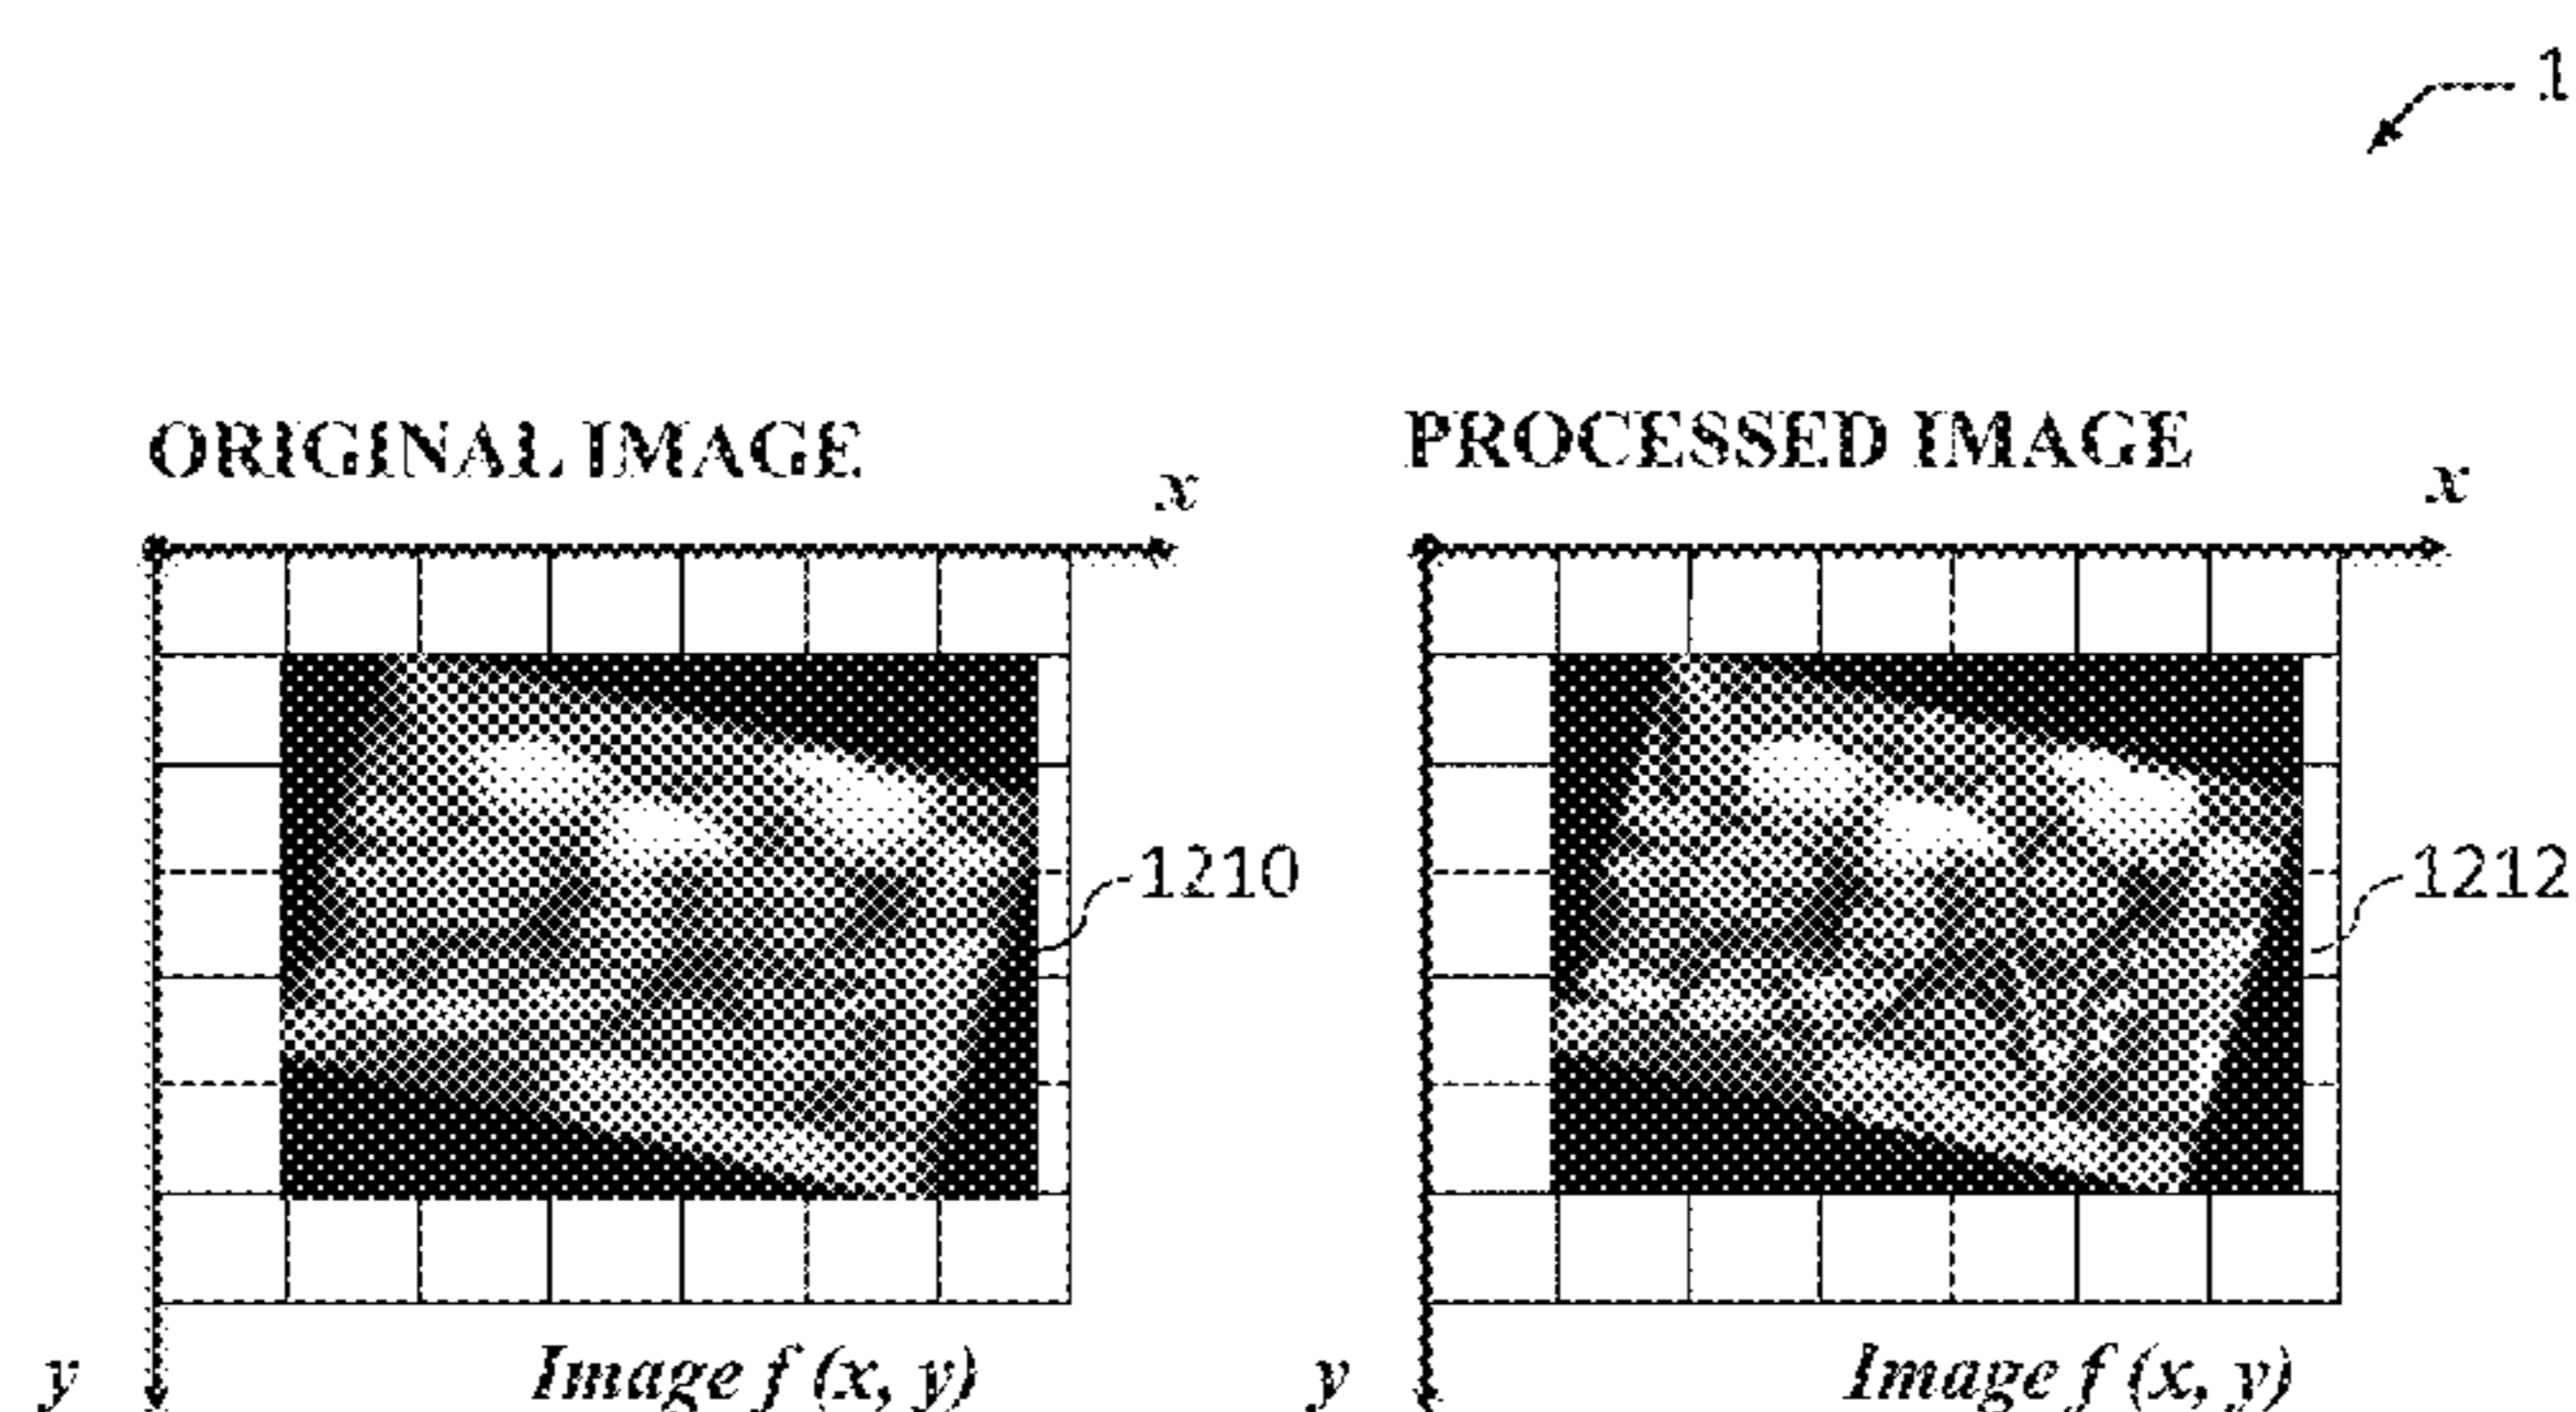 1
ORIGINAL IMAGE
x
1210
y
Image f (x, y)
PROCESSED IMAGE
x
1212
y
Image f (x, y)